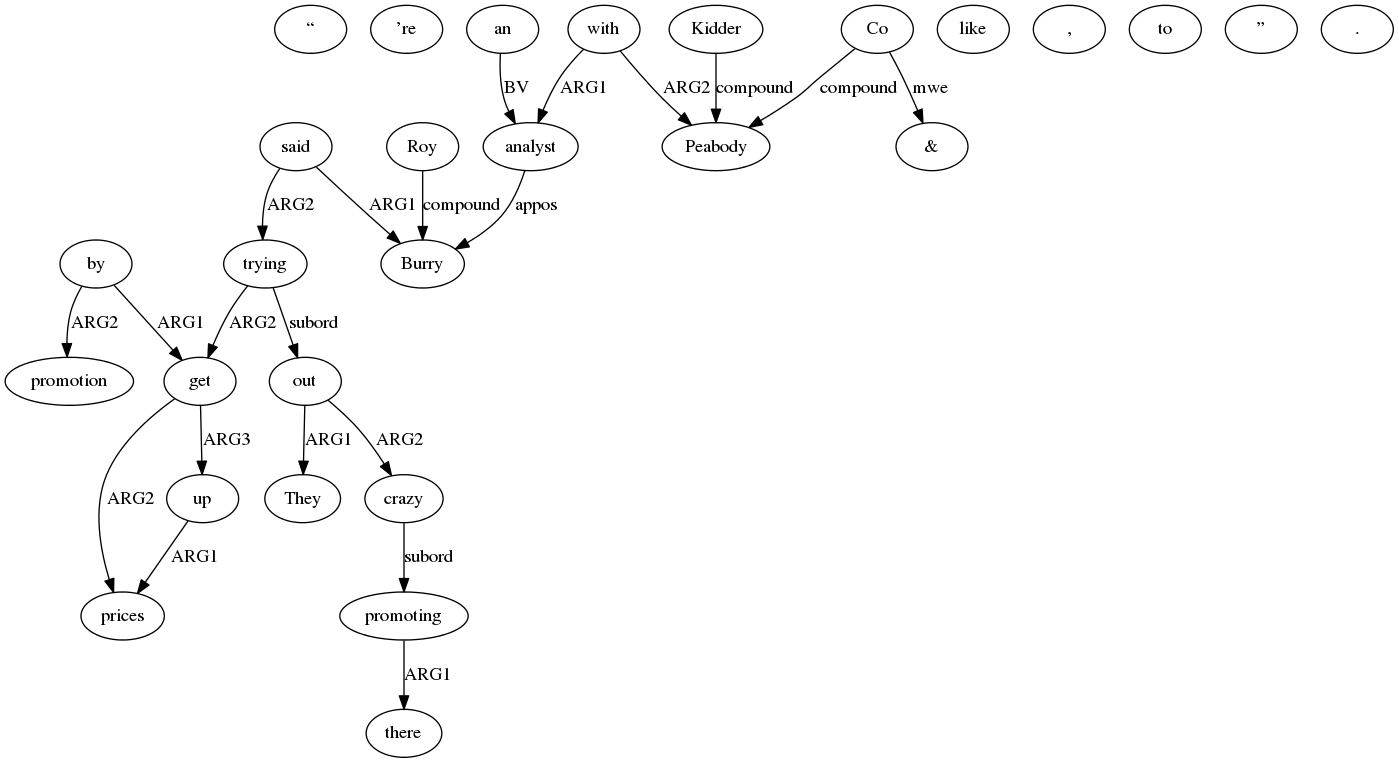 “ ’re an with Kidder Co like , to ” .
BV ARG1 ARG2 compound compound mwe
said Roy analyst Peabody &
ARG2 ARG1 compound appos
by trying Burry
ARG2 ARG1 ARG2 subord
promotion get out
ARG3 ARG1 ARG2
ARG2 up They crazy
ARG1 subord
prices promoting
ARG1
there